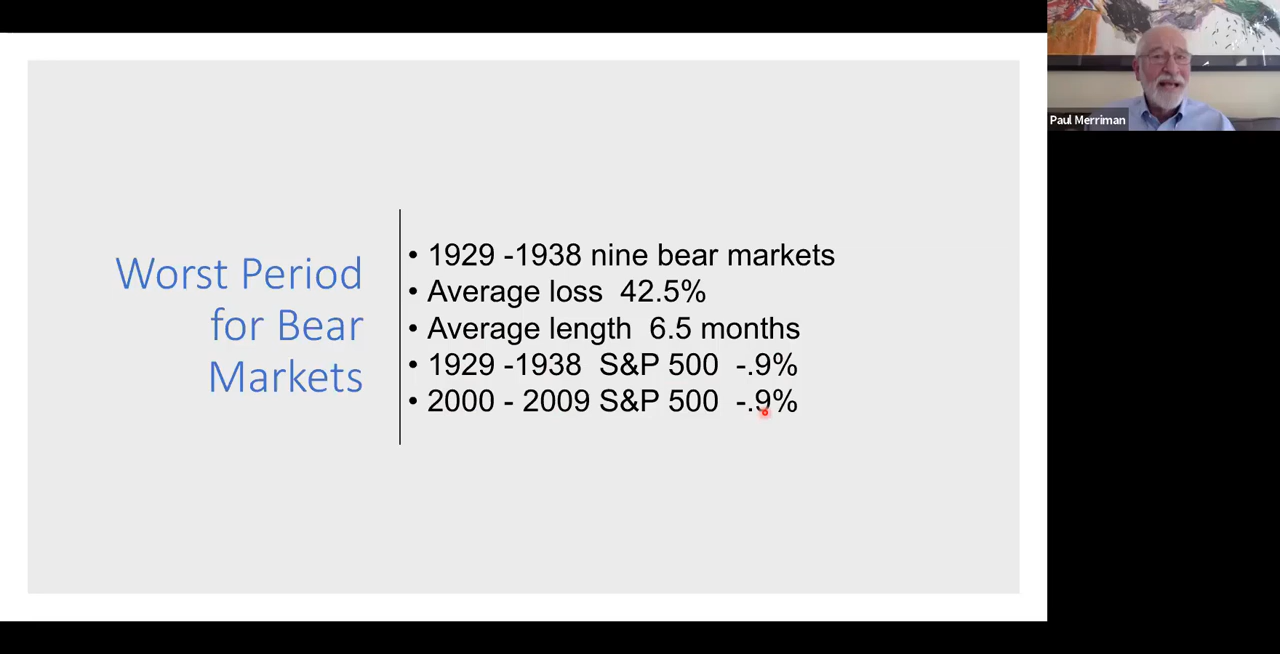 Worst Period
for Bear
Markets
• 1929 -1938 nine bear markets
• Average loss  42.5%
• Average length  6.5 months
• 1929 -1938  S&P 500  -.9%
• 2000 - 2009 S&P 500  -.9%
Paul Merriman